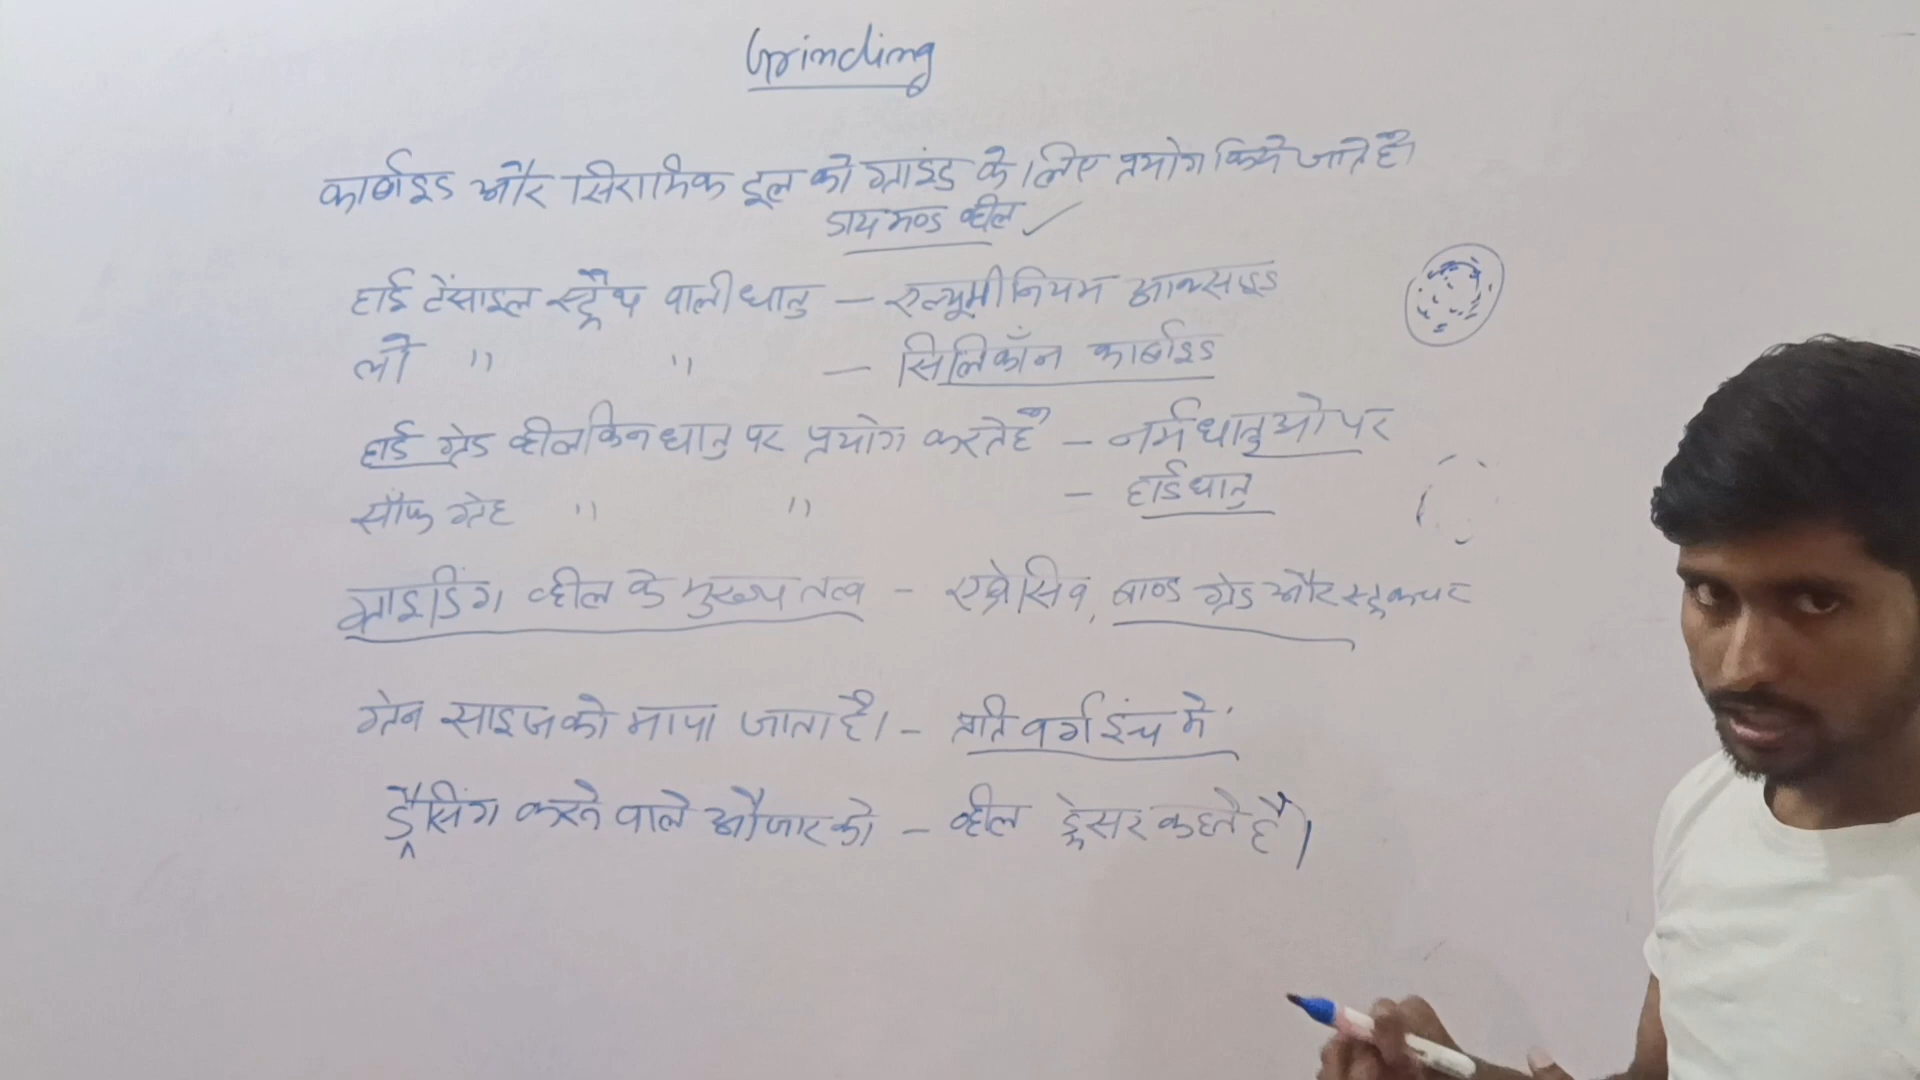 Grinding
कार्बाइड और सिरामिक टूल को ग्राइंड के लिए प्रयोग किये जाते है।
डायमण्ड व्हील ✓
हाई टेंसाइल स्ट्रैंथ वाली धातु – एल्यूमीनियम आक्साइड
लो " " – सिलिकॉन कार्बाइड
हार्ड ग्रेड व्हील किन धातु पर प्रयोग करते है – नर्म धातुओ पर
सॉफ्ट ग्रेड " " – हार्ड धातु
ग्राइडिंग व्हील के मुख्य तत्व – एब्रेसिव, बाण्ड ग्रेड और स्ट्रक्चर
ग्रेन साइज को मापा जाता है। – प्रति वर्ग इंच में
ड्रैसिंग करने वाले औजार को – व्हील ड्रेसर कहते है।